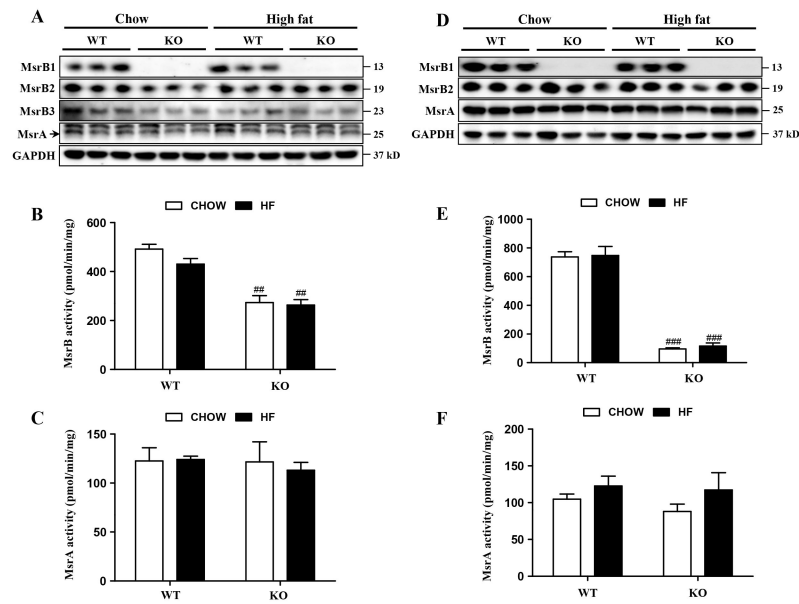 A
Chow High fat
WT KO WT KO
MsrB1 13
MsrB2 19
MsrB3 23
MsrA 25
GAPDH 37 kD
D
Chow High fat
WT KO WT KO
MsrB1 13
MsrB2 19
MsrA 25
GAPDH 37 kD
B
CHOW HF
MsrB activity (pmol/min/mg)
600
400
200
0
## ##
WT KO
E
CHOW HF
MsrB activity (pmol/min/mg)
1000
800
600
400
200
0
### ###
WT KO
C
CHOW HF
MsrA activity (pmol/min/mg)
150
100
50
0
WT KO
F
CHOW HF
MsrA activity (pmol/min/mg)
200
150
100
50
0
WT KO